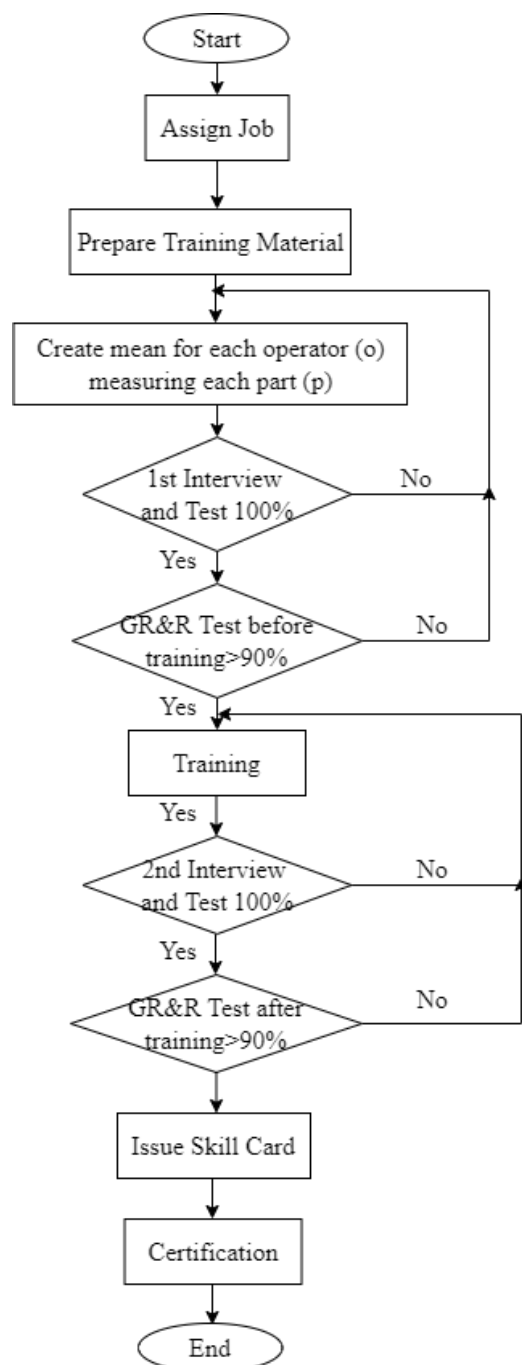 Start
Assign Job
Prepare Training Material
Create mean for each operator (o)
measuring each part (p)
1st Interview
and Test 100%
No
Yes
GR&R Test before
training>90%
No
Yes
Training
Yes
2nd Interview
and Test 100%
No
Yes
GR&R Test after
training>90%
No
Issue Skill Card
Certification
End